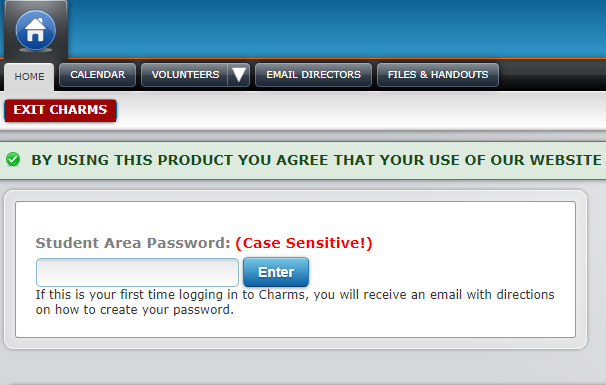 HOME CALENDAR VOLUNTEERS EMAIL DIRECTORS FILES & HANDOUTS
EXIT CHARMS
BY USING THIS PRODUCT YOU AGREE THAT YOUR USE OF OUR WEBSITE
Student Area Password: (Case Sensitive!)
Enter
If this is your first time logging in to Charms, you will receive an email with directions
on how to create your password.